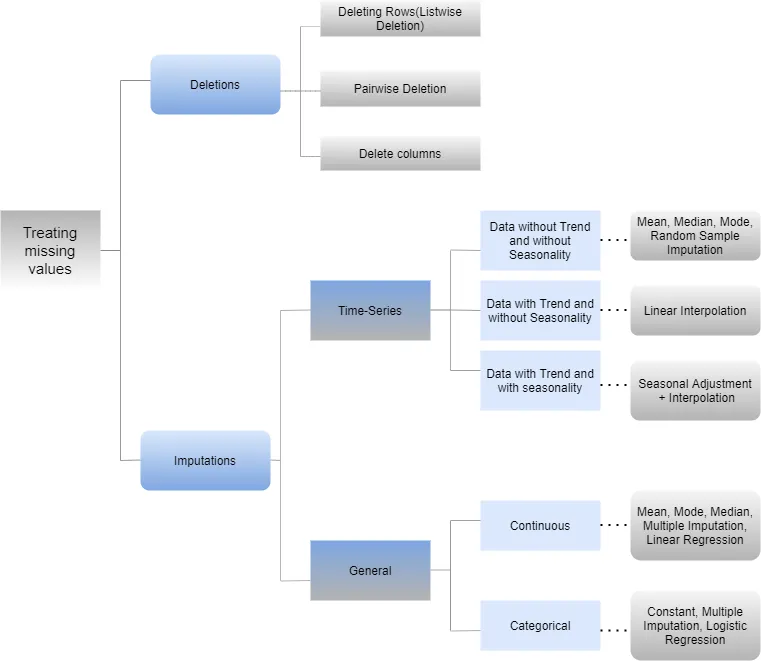 Deleting Rows(Listwise
Deletion)
Deletions
Pairwise Deletion
Delete columns
Treating
missing
values
Data without Trend
and without
Seasonality
Mean, Median, Mode,
Random Sample
Imputation
Time-Series
Data with Trend and
without Seasonality
Linear Interpolation
Data with Trend and
with seasonality
Seasonal Adjustment
+ Interpolation
Imputations
Continuous
Mean, Mode, Median,
Multiple Imputation,
Linear Regression
General
Categorical
Constant, Multiple
Imputation, Logistic
Regression